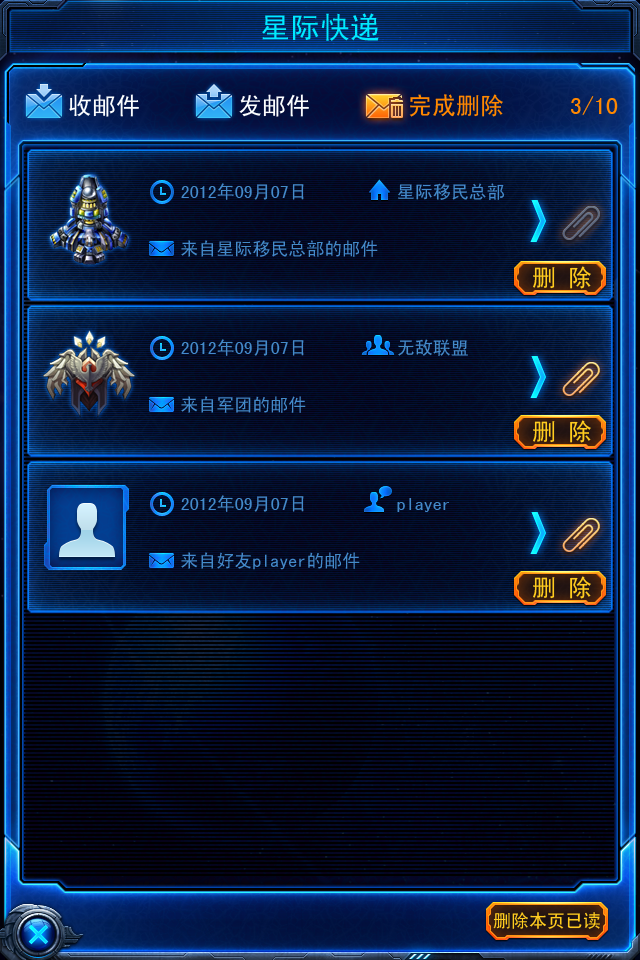 星际快递
收邮件 发邮件 完成删除 3/10
2012年09月07日 星际移民总部
来自星际移民总部的邮件
删 除
2012年09月07日 无敌联盟
来自军团的邮件
删 除
2012年09月07日 player
来自好友player的邮件
删 除
删除本页已读